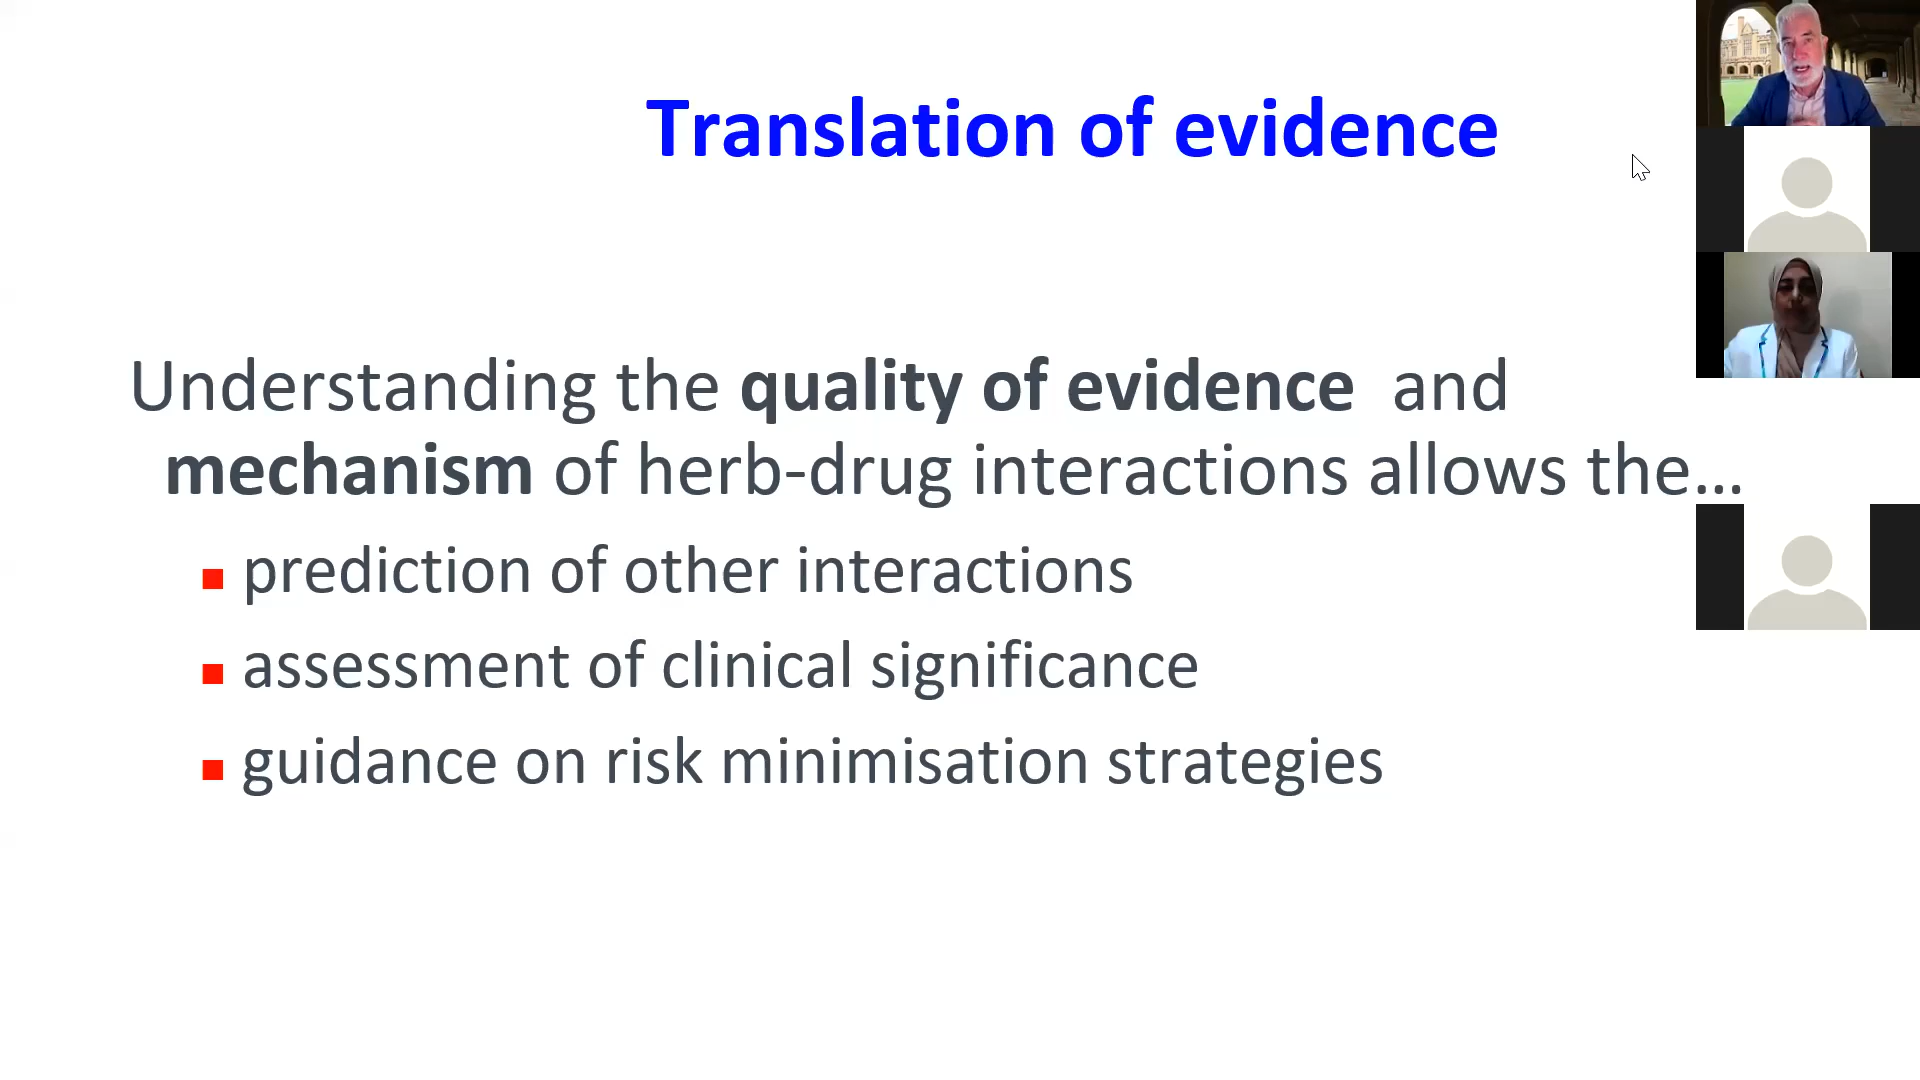 Translation of evidence
Understanding the quality of evidence and
mechanism of herb-drug interactions allows the...
prediction of other interactions
assessment of clinical significance
guidance on risk minimisation strategies